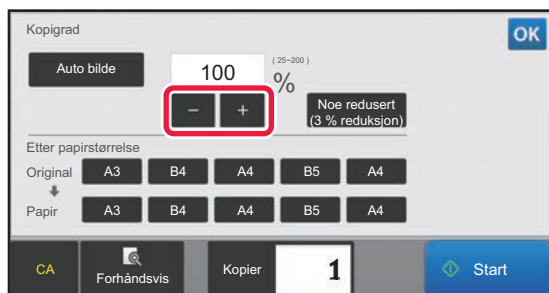 Kopigrad
OK
Auto bilde
100
(25~200)
%
− +
Noe redusert
(3 % reduksjon)
Etter papirstørrelse
Original A3 B4 A4 B5 A4
Papir A3 B4 A4 B5 A4
CA
Forhåndsvis
Kopier
1
Start